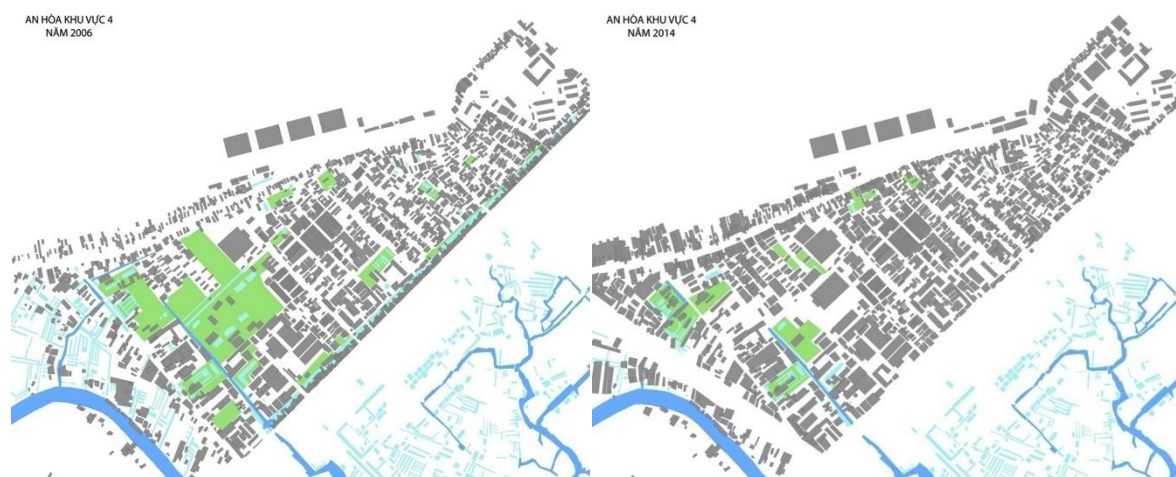 AN HÒA KHU VỰC 4
NĂM 2006
AN HÒA KHU VỰC 4
NĂM 2014